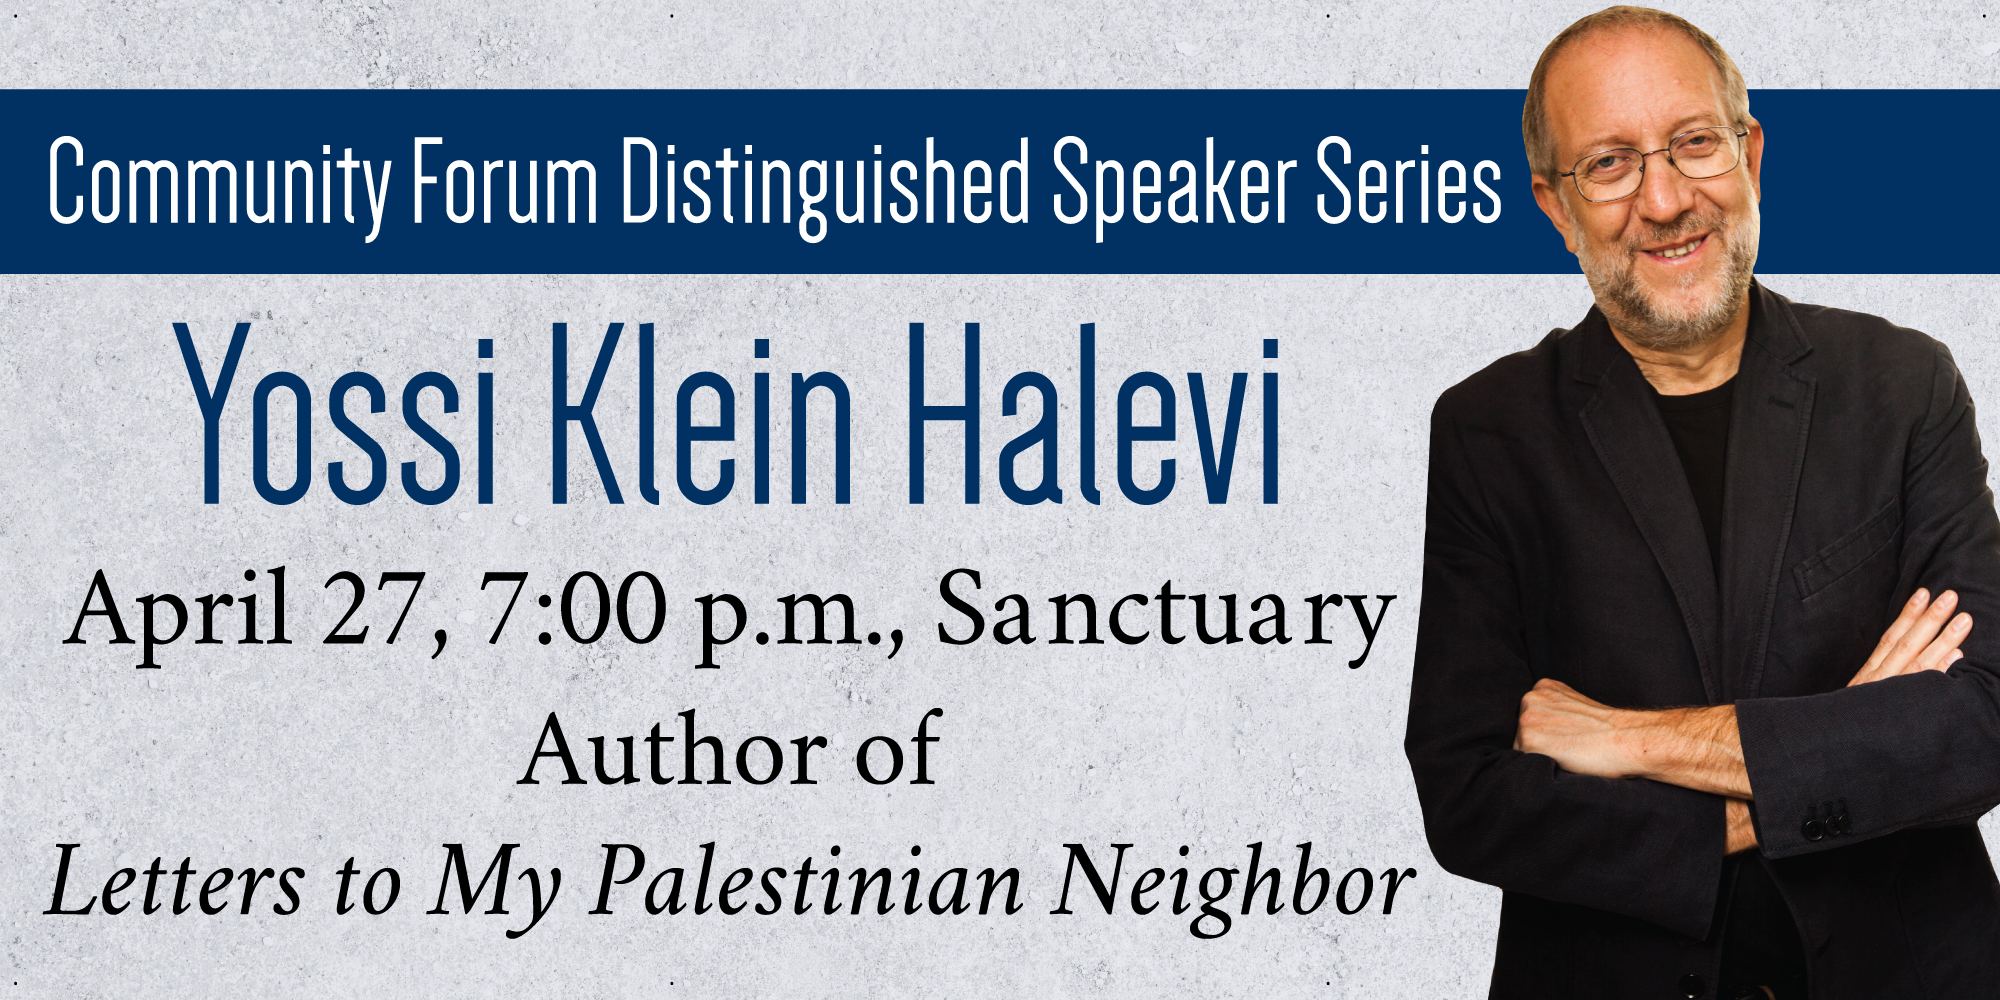 Community Forum Distinguished Speaker Series
Yossi Klein Halevi
April 27, 7:00 p.m., Sanctuary
Author of
Letters to My Palestinian Neighbor